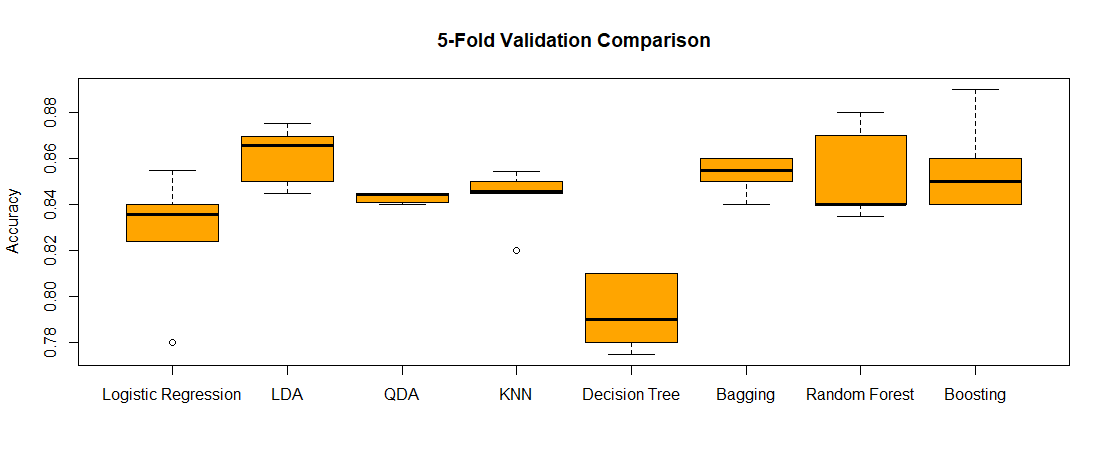 5-Fold Validation Comparison
Accuracy
0.88
0.86
0.84
0.82
0.80
0.78
Logistic Regression LDA QDA KNN Decision Tree Bagging Random Forest Boosting